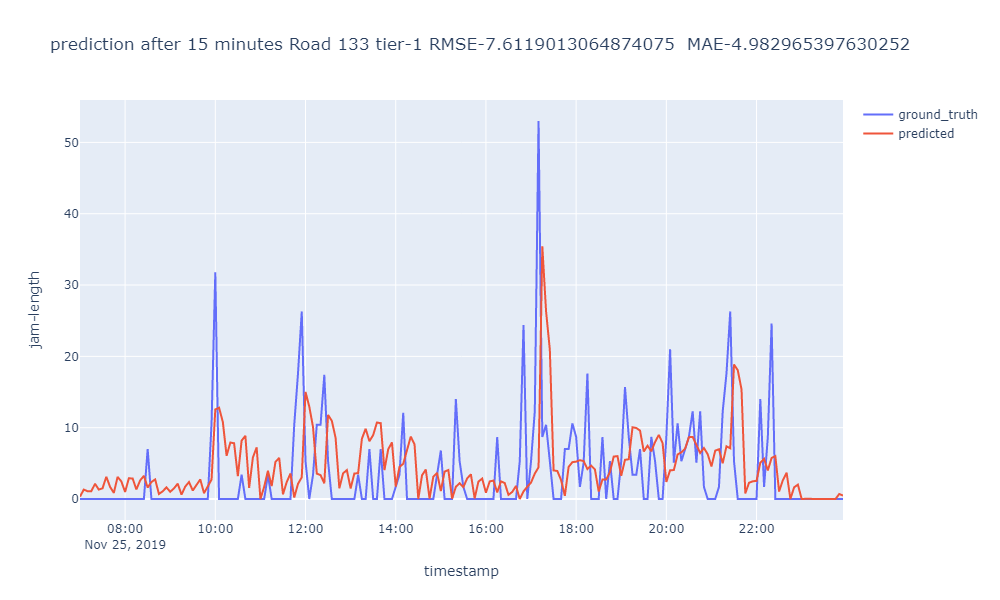 prediction after 15 minutes Road 133 tier-1 RMSE-7.6119013064874075 MAE-4.982965397630252
ground_truth
predicted
50
40
30
20
10
0
jam-length
08:00 10:00 12:00 14:00 16:00 18:00 20:00 22:00
Nov 25, 2019
timestamp